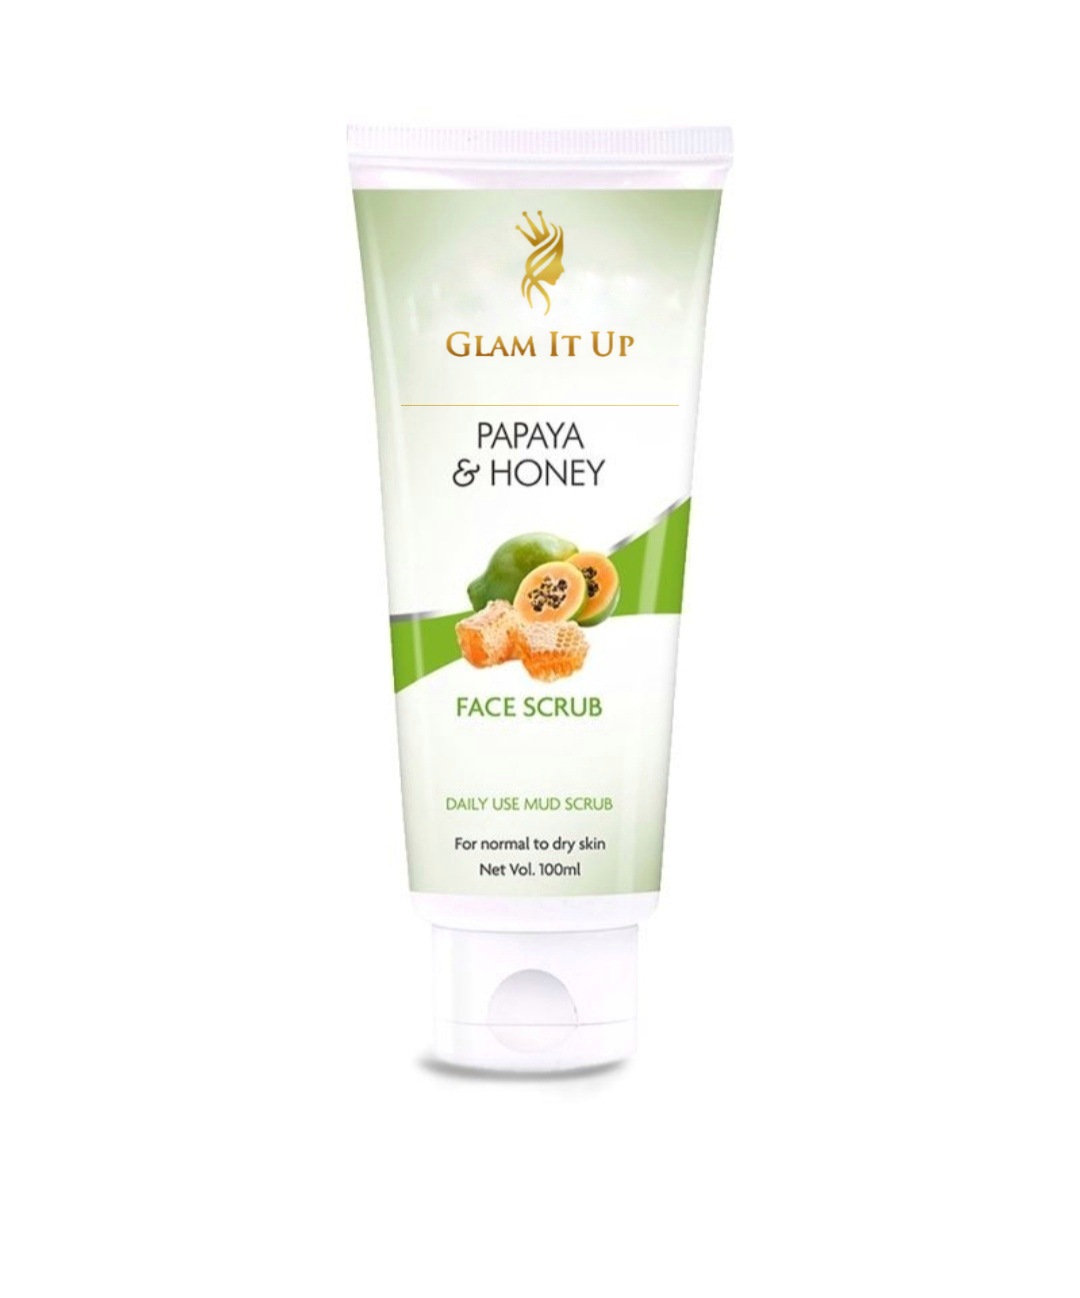 GLAM IT UP
PAPAYA
& HONEY
FACE SCRUB
DAILY USE MUD SCRUB
For normal to dry skin
Net Vol. 100ml